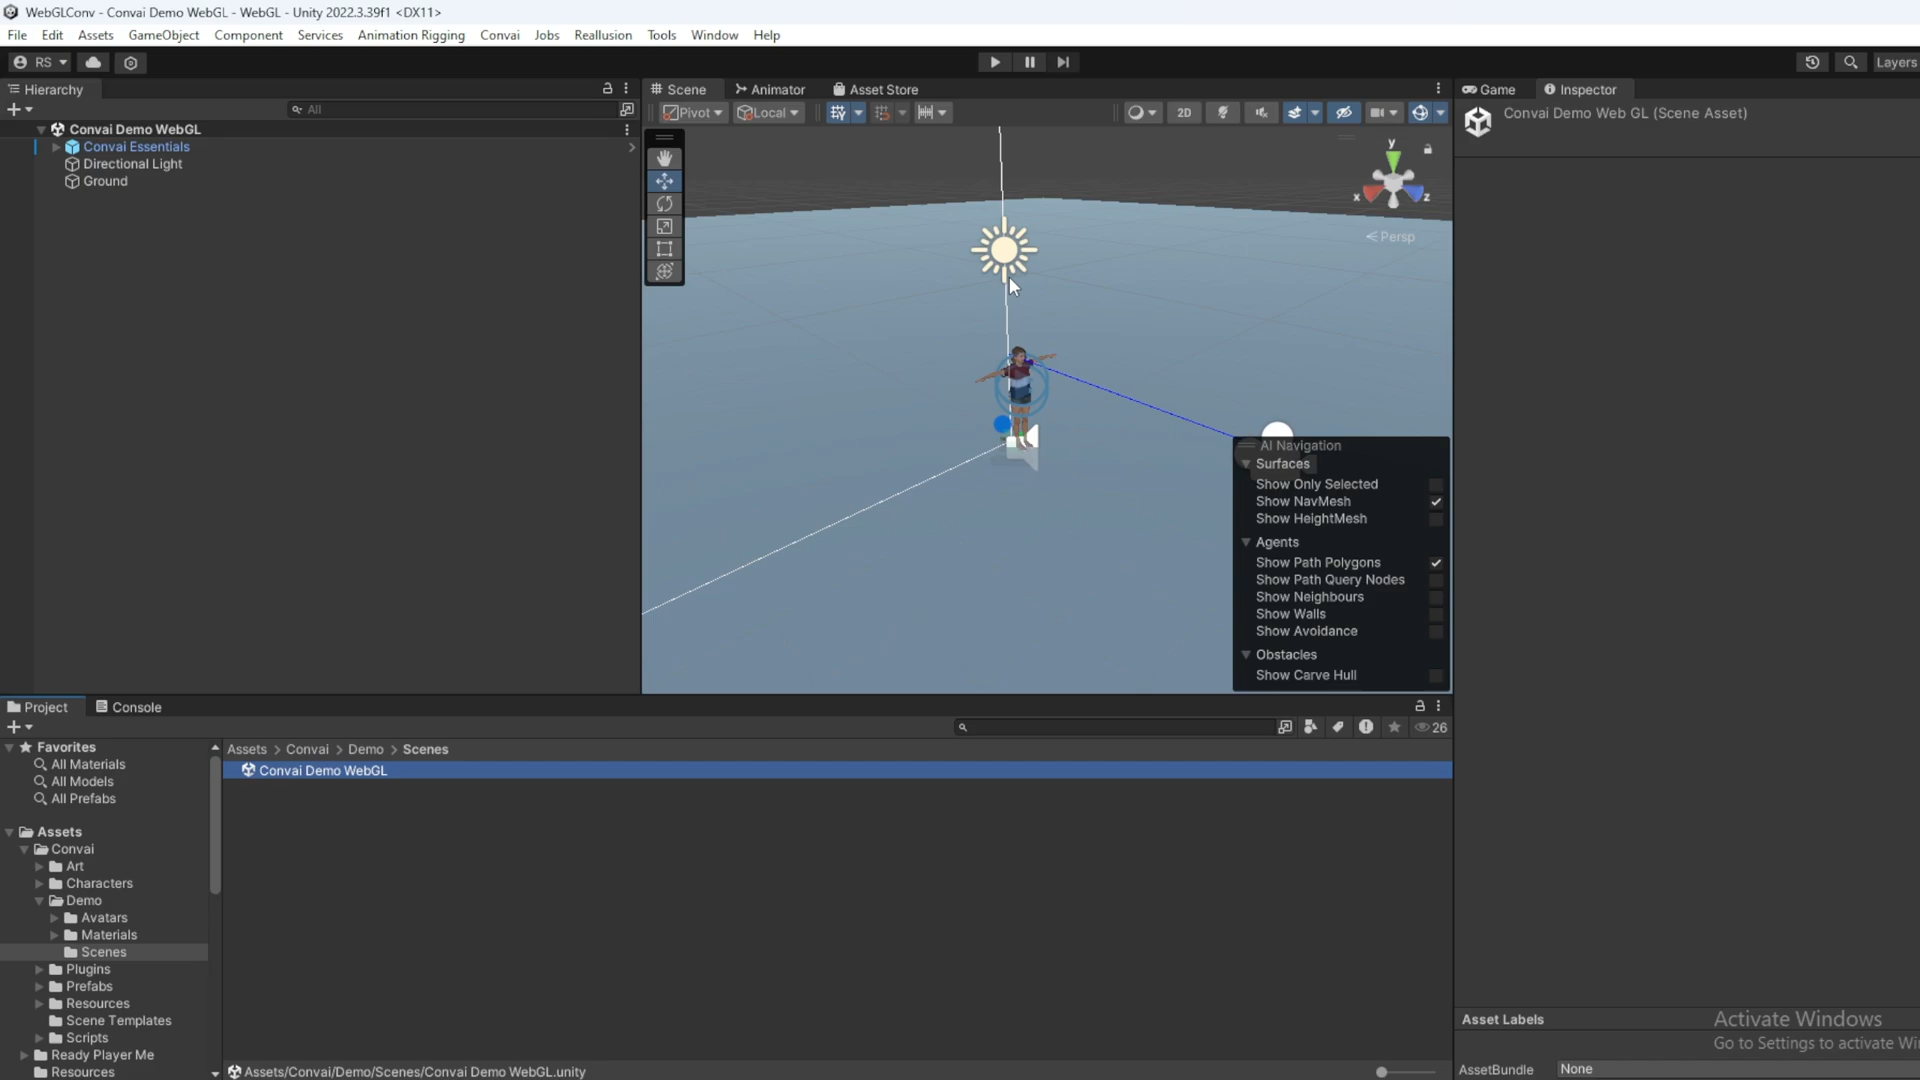 WebGLConv - Convai Demo WebGL - WebGL - Unity 2022.3.39f1 <DX11>
File Edit Assets GameObject Component Services Animation Rigging Convai Jobs Reallusion Tools Window Help
RS Layers
Hierarchy
All
Convai Demo WebGL
Convai Essentials
Directional Light
Ground
Scene Animator Asset Store
Pivot Local 2D
y
x z
Persp
AI Navigation
Surfaces
Show Only Selected
Show NavMesh
Show HeightMesh
Agents
Show Path Polygons
Show Path Query Nodes
Show Neighbours
Show Walls
Show Avoidance
Obstacles
Show Carve Hull
Game Inspector
Convai Demo Web GL (Scene Asset)
Project Console
26
Favorites
All Materials
All Models
All Prefabs
Assets
Convai
Art
Characters
Demo
Avatars
Materials
Scenes
Plugins
Prefabs
Resources
Scene Templates
Scripts
Ready Player Me
Resources
Assets > Convai > Demo > Scenes
Convai Demo WebGL
Assets/Convai/Demo/Scenes/Convai Demo WebGL.unity
Asset Labels
Activate Windows
Go to Settings to activate Wi
AssetBundle None